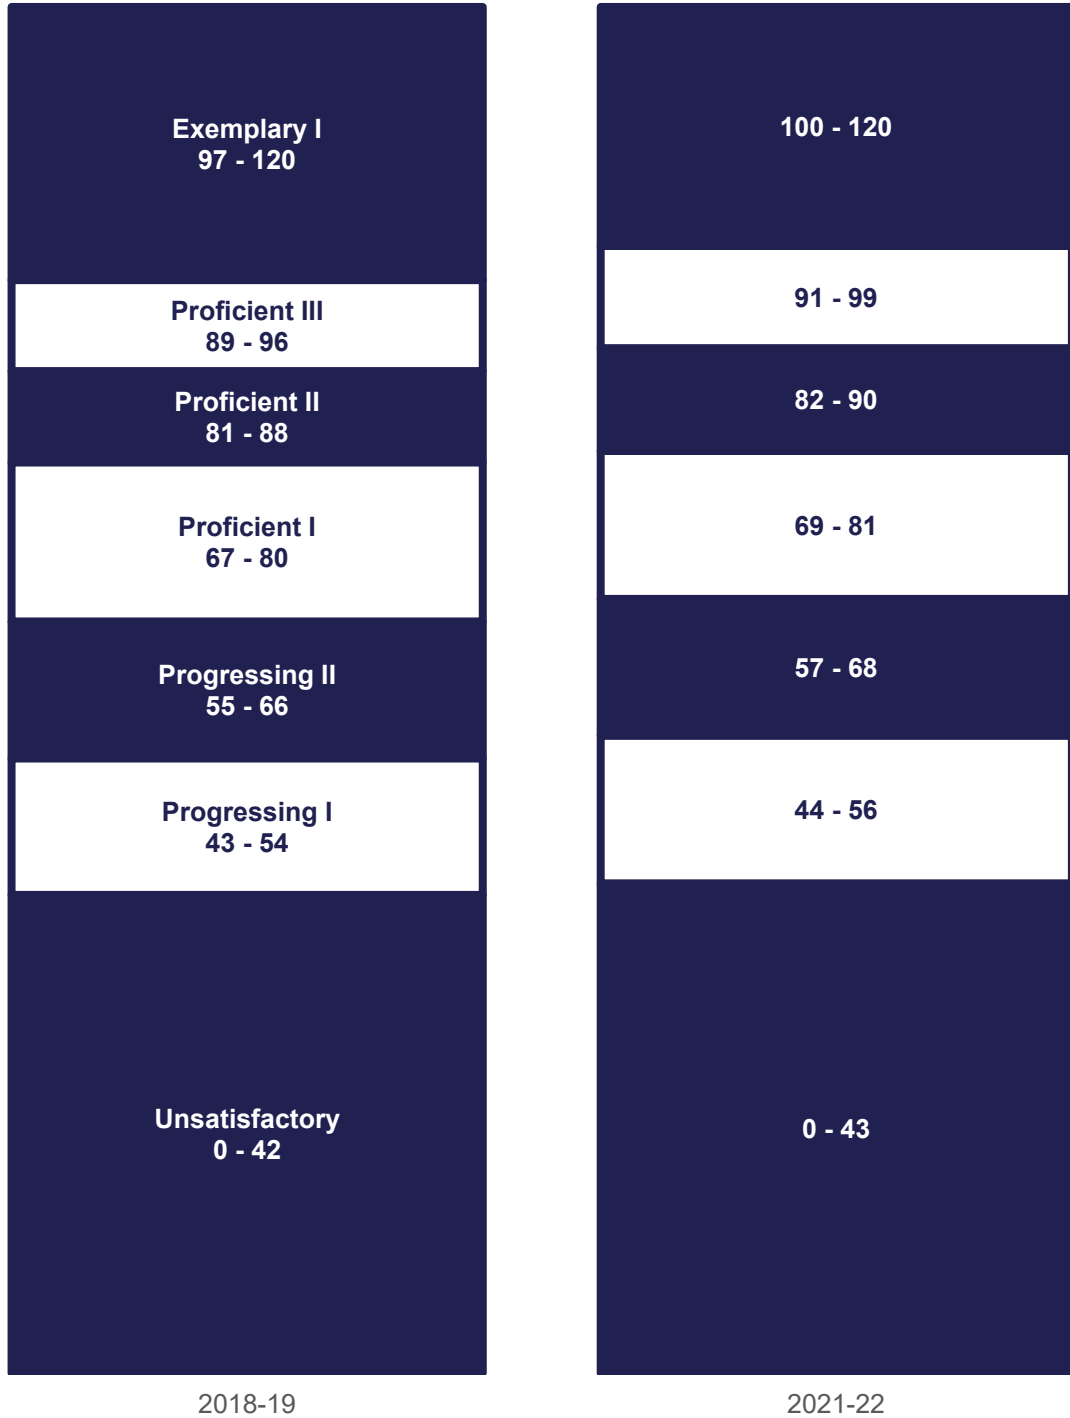 Exemplary I
97 - 120
Proficient III
89 - 96
Proficient II
81 - 88
Proficient I
67 - 80
Progressing II
55 - 66
Progressing I
43 - 54
Unsatisfactory
0 - 42
2018-19
100 - 120
91 - 99
82 - 90
69 - 81
57 - 68
44 - 56
0 - 43
2021-22